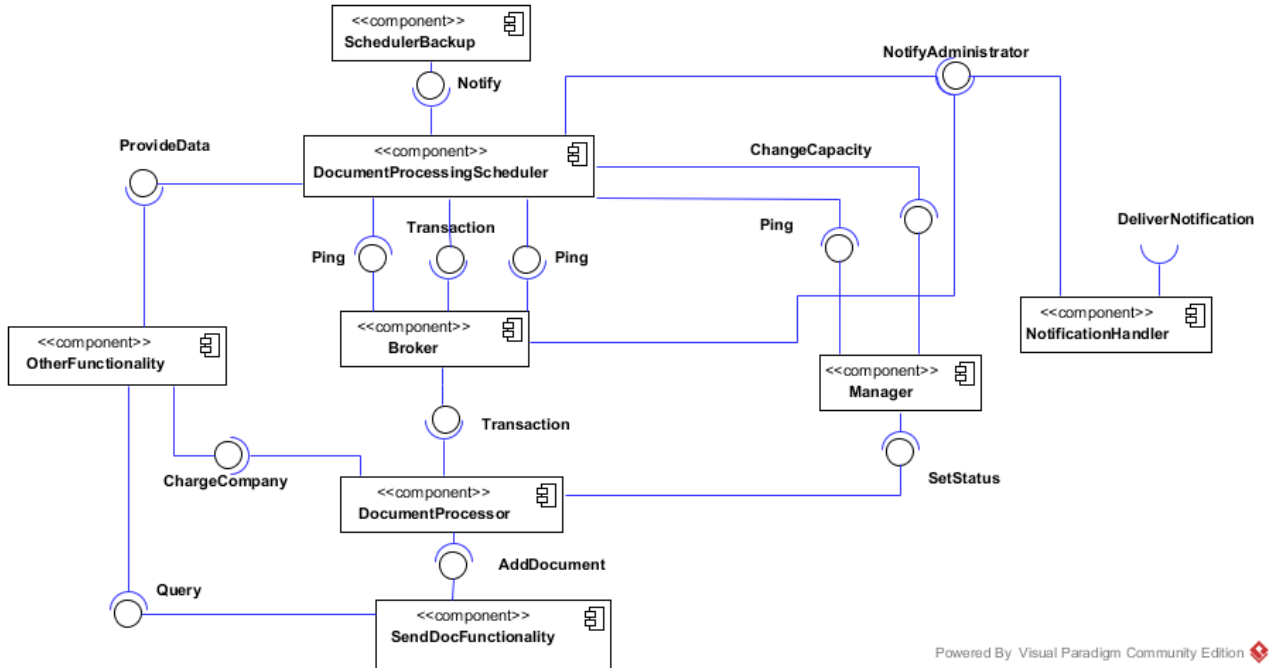 <<component>>
SchedulerBackup
NotifyAdministrator
Notify
ProvideData
<<component>>
DocumentProcessingScheduler
ChangeCapacity
Transaction
Ping
Ping
Ping
DeliverNotification
<<component>>
Broker
<<component>>
NotificationHandler
<<component>>
OtherFunctionality
<<component>>
Manager
Transaction
ChargeCompany
SetStatus
<<component>>
DocumentProcessor
AddDocument
Query
<<component>>
SendDocFunctionality
Powered By Visual Paradigm Community Edition